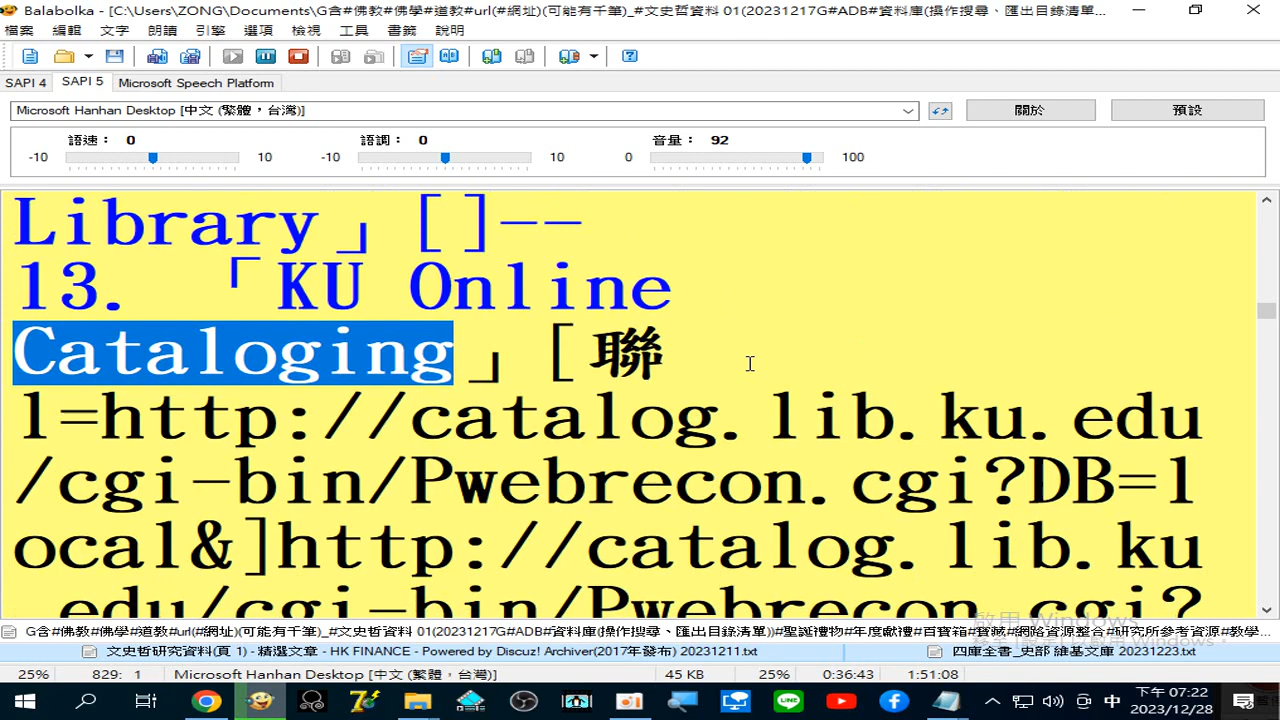 Balabolka - [C:\Users\ZONG\Documents\G含#佛教#佛學#道教#url(#網址)(可能有千筆)_#文史哲資料 01(20231217G#ADB#資料庫(操作搜尋、匯出目錄清單...
檔案 編輯 文字 朗讀 引擎 選項 檢視 工具 書籤 說明
SAPI 4 SAPI 5 Microsoft Speech Platform
Microsoft Hanhan Desktop [中文 (繁體，台灣)] 關於 預設
語速： 0 語調： 0 音量： 92
-10 10 -10 10 0 100
Library」[]--
13. 「KU Online
Cataloging」[聯
1=http://catalog.lib.ku.edu
/cgi-bin/Pwebrecon.cgi?DB=l
ocal&]http://catalog.lib.ku
.edu/cgi-bin/Pwebrecon.cgi?
啟用 Windows
G含#佛教#佛學#道教#url(#網址)(可能有千筆)_#文史哲資料 01(20231217G#ADB#資料庫(操作搜尋、匯出目錄清單))#聖誕禮物#年度獻禮#百寶箱#寶藏#網路資源整合#研究所參考資源#教學...
文史哲研究資料(頁 1) - 精選文章 - HK FINANCE - Powered by Discuz! Archiver(2017年發布) 20231211.txt 四庫全書_史部 維基文庫 20231223.txt
25% 829: 1 Microsoft Hanhan Desktop [中文 (繁體，台灣)] 45 KB 25% 0:36:43 1:51:08
中 下午 07:22
2023/12/28